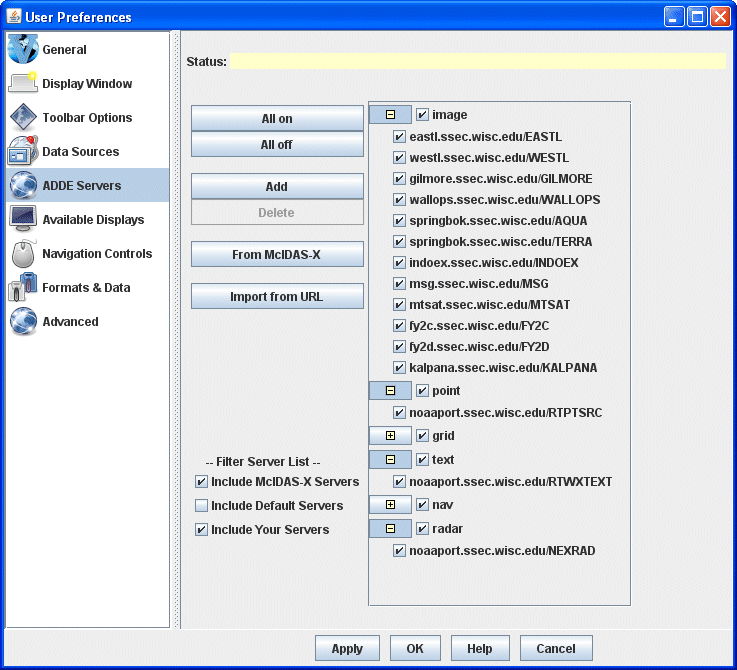 User Preferences
General
Display Window
Toolbar Options
Data Sources
ADDE Servers
Available Displays
Navigation Controls
Formats & Data
Advanced
Status:
All on
All off
Add
Delete
From McIDAS-X
Import from URL
-- Filter Server List --
Include McIDAS-X Servers
Include Default Servers
Include Your Servers
image
eastl.ssec.wisc.edu/EASTL
westl.ssec.wisc.edu/WESTL
gilmore.ssec.wisc.edu/GILMORE
wallops.ssec.wisc.edu/WALLOPS
springbok.ssec.wisc.edu/AQUA
springbok.ssec.wisc.edu/TERRA
indoex.ssec.wisc.edu/INDOEX
msg.ssec.wisc.edu/MSG
mtsat.ssec.wisc.edu/MTSAT
fy2c.ssec.wisc.edu/FY2C
fy2d.ssec.wisc.edu/FY2D
kalpana.ssec.wisc.edu/KALPANA
point
noaaport.ssec.wisc.edu/RTPTSRC
grid
text
noaaport.ssec.wisc.edu/RTWXTEXT
nav
radar
noaaport.ssec.wisc.edu/NEXRAD
Apply
OK
Help
Cancel